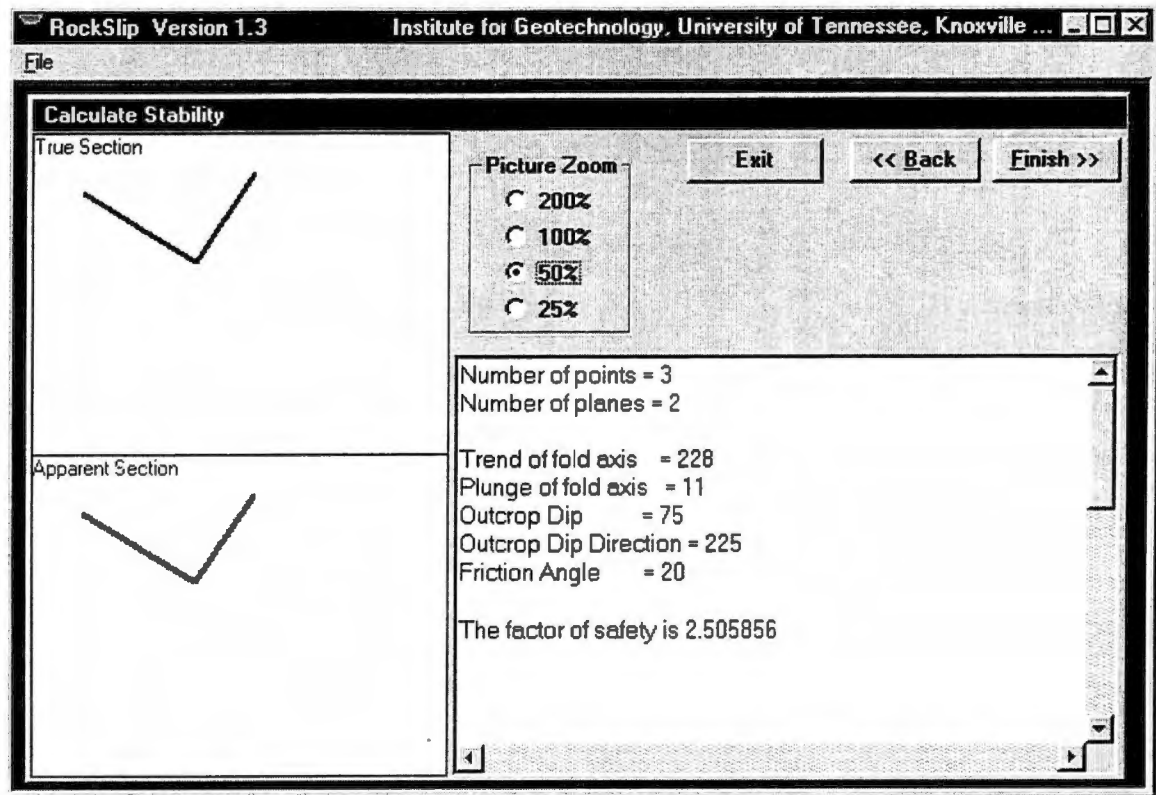 RockSlip Version 1.3 Institute for Geotechnology, University of Tennessee, Knoxville ...
File
Calculate Stability
True Section
Picture Zoom
200%
100%
50%
25%
Exit
<< Back
Finish >>
Apparent Section
Number of points = 3
Number of planes = 2
Trend of fold axis = 228
Plunge of fold axis = 11
Outcrop Dip = 75
Outcrop Dip Direction = 225
Friction Angle = 20
The factor of safety is 2.505856